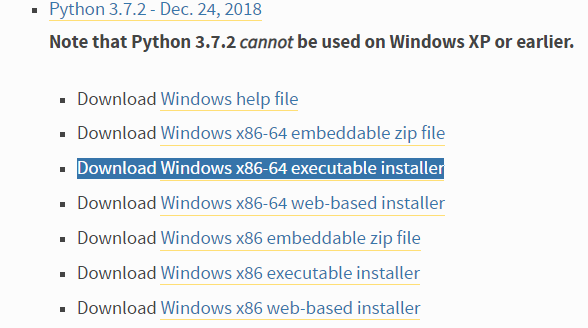 Python 3.7.2 - Dec. 24, 2018
Note that Python 3.7.2 cannot be used on Windows XP or earlier.
Download Windows help file
Download Windows x86-64 embeddable zip file
Download Windows x86-64 executable installer
Download Windows x86-64 web-based installer
Download Windows x86 embeddable zip file
Download Windows x86 executable installer
Download Windows x86 web-based installer